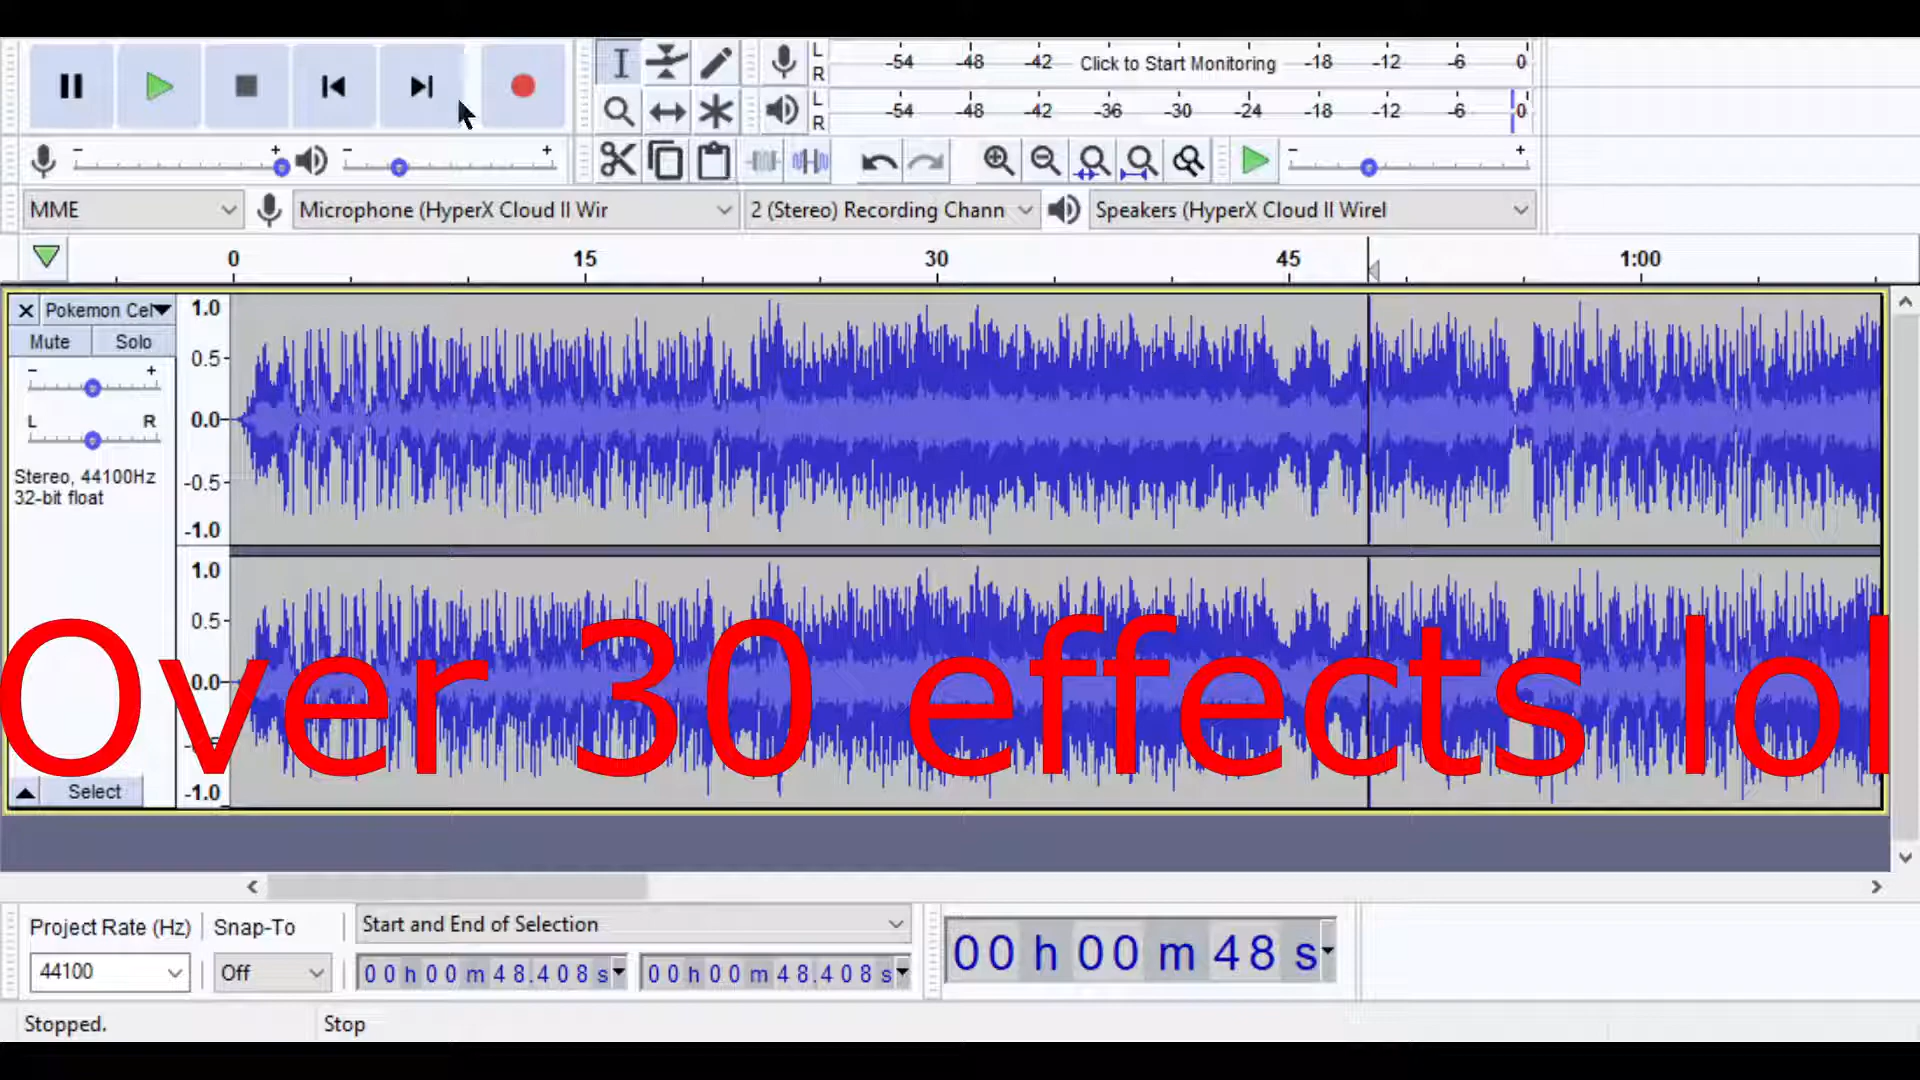 L
R
-54 -48 -42 Click to Start Monitoring -18 -12 -6 0
L
R
-54 -48 -42 -36 -30 -24 -18 -12 -6 0
- + - + - +
MME Microphone (HyperX Cloud II Wir 2 (Stereo) Recording Chann Speakers (HyperX Cloud II Wirel
0 15 30 45 1:00
Pokemon Cel
Mute Solo
- +
L R
Stereo, 44100Hz
32-bit float
1.0
0.5
0.0
-0.5
-1.0
1.0
0.5
0.0
-1.0
Over 30 effects lol
Select
Project Rate (Hz) Snap-To Start and End of Selection
44100 Off 00 h 00 m 48.408 s 00 h 00 m 48.408 s
00 h 00 m 48 s
Stopped. Stop